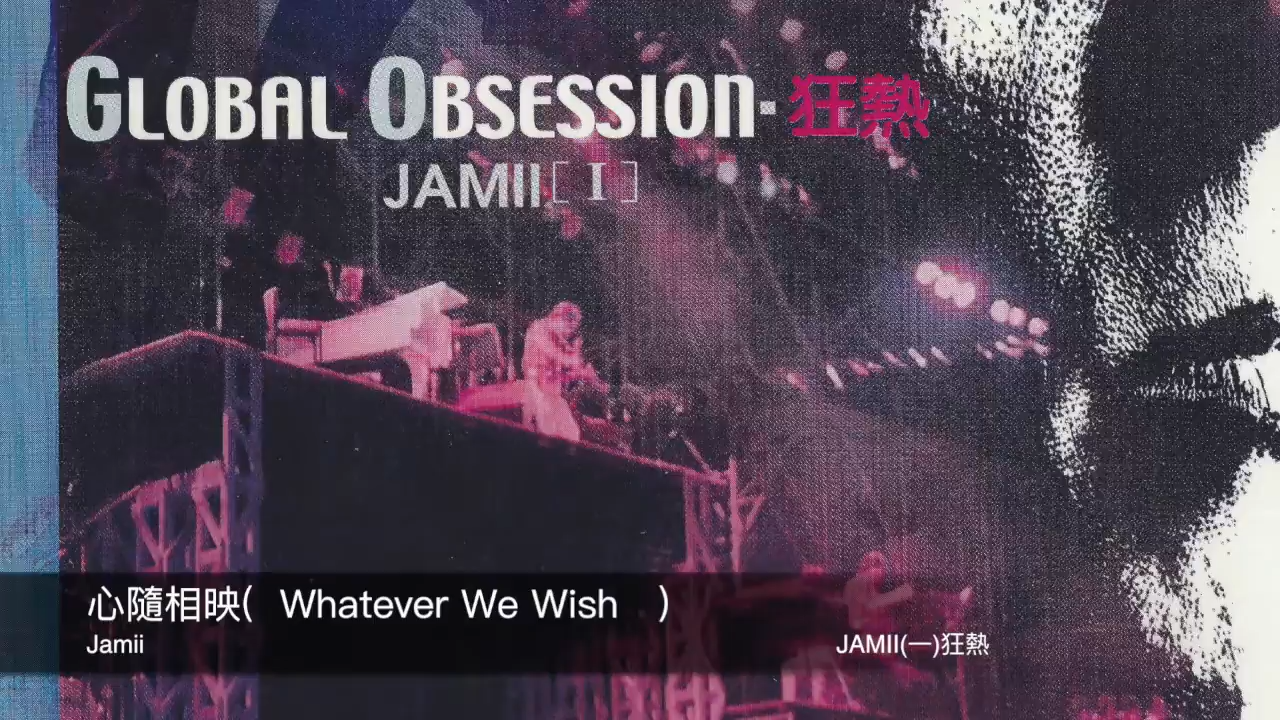 GLOBAL OBSESSION·狂熱
JAMII[I]
心隨相映( Whatever We Wish )
Jamii
JAMII(一)狂熱